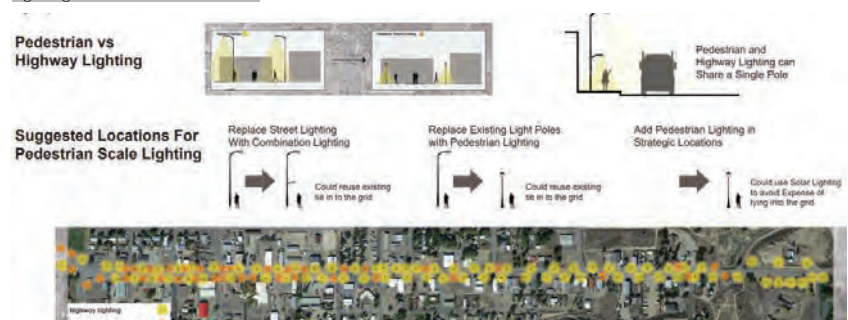 Pedestrian vs
Highway Lighting
Pedestrian and
Highway Lighting can
Share a Single Pole
Suggested Locations For
Pedestrian Scale Lighting
Replace Street Lighting
With Combination Lighting
Could reuse existing
tie in to the grid
Replace Existing Light Poles
with Pedestrian Lighting
Could reuse existing
tie in to the grid
Add Pedestrian Lighting in
Strategic Locations
Could use Solar Lighting
to avoid Expense of
tying into the grid
Highway Lighting